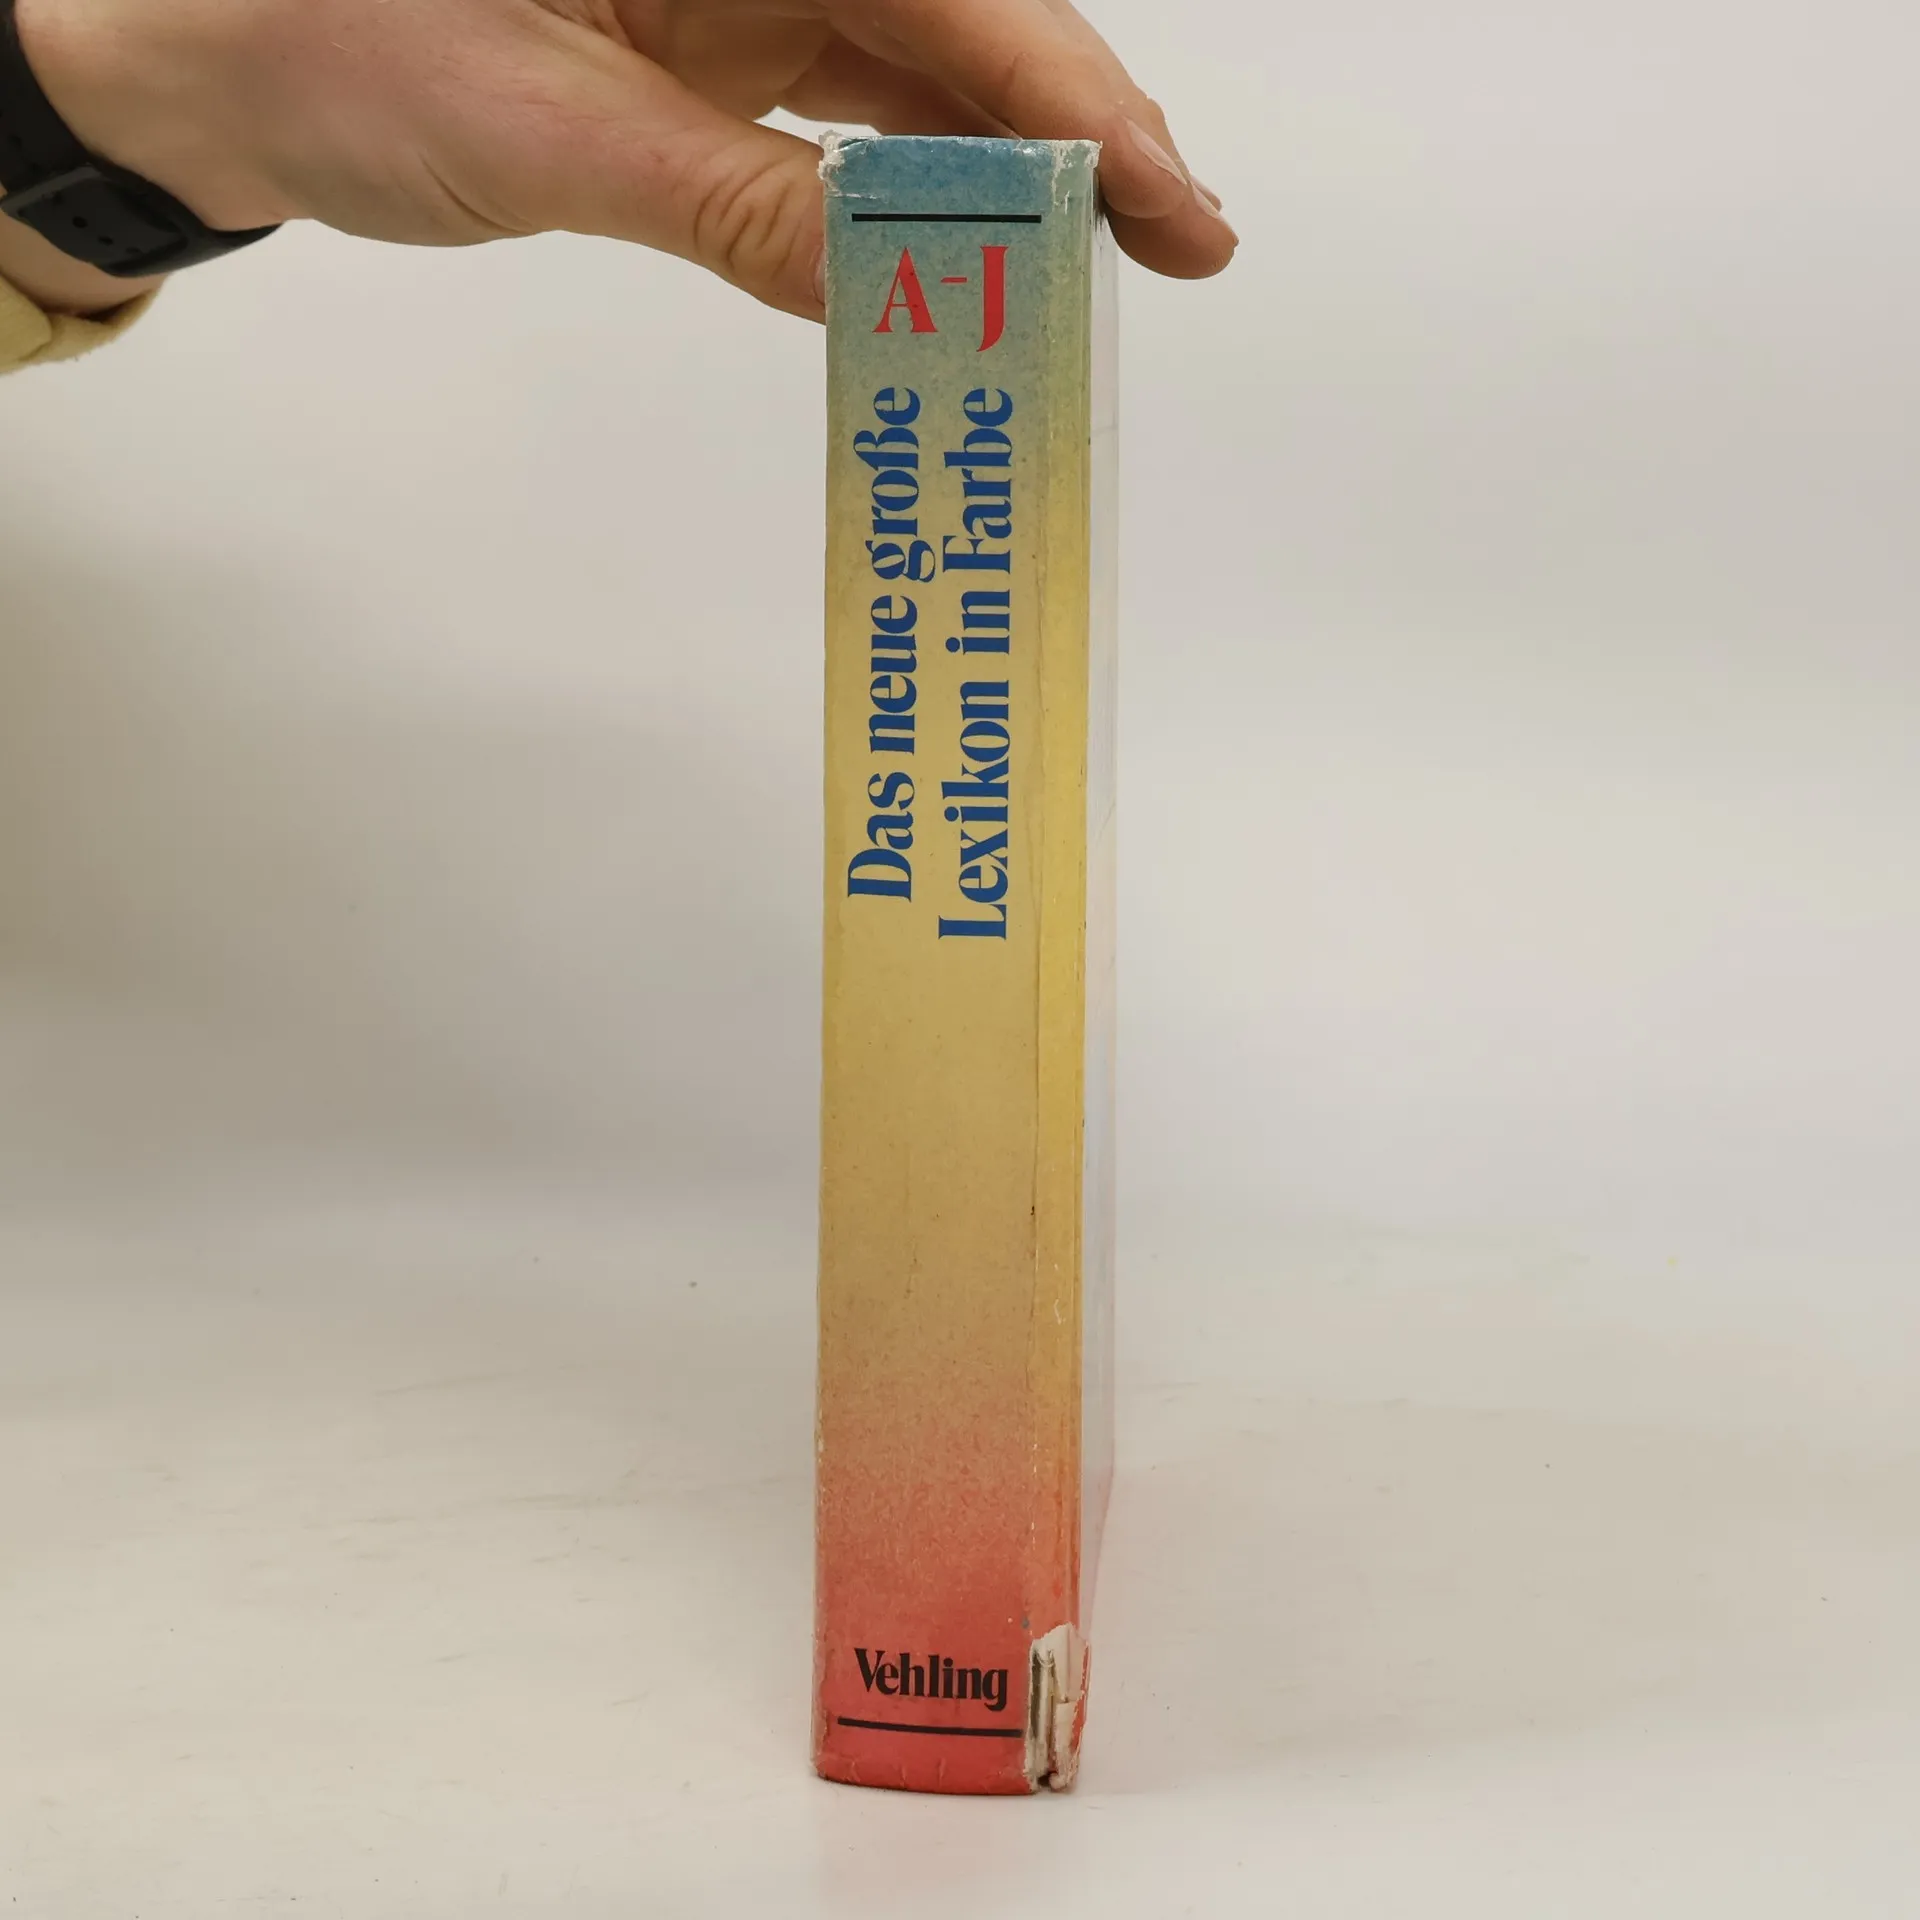 A-J
Das neue große
Lexikon in Farbe
Vehling